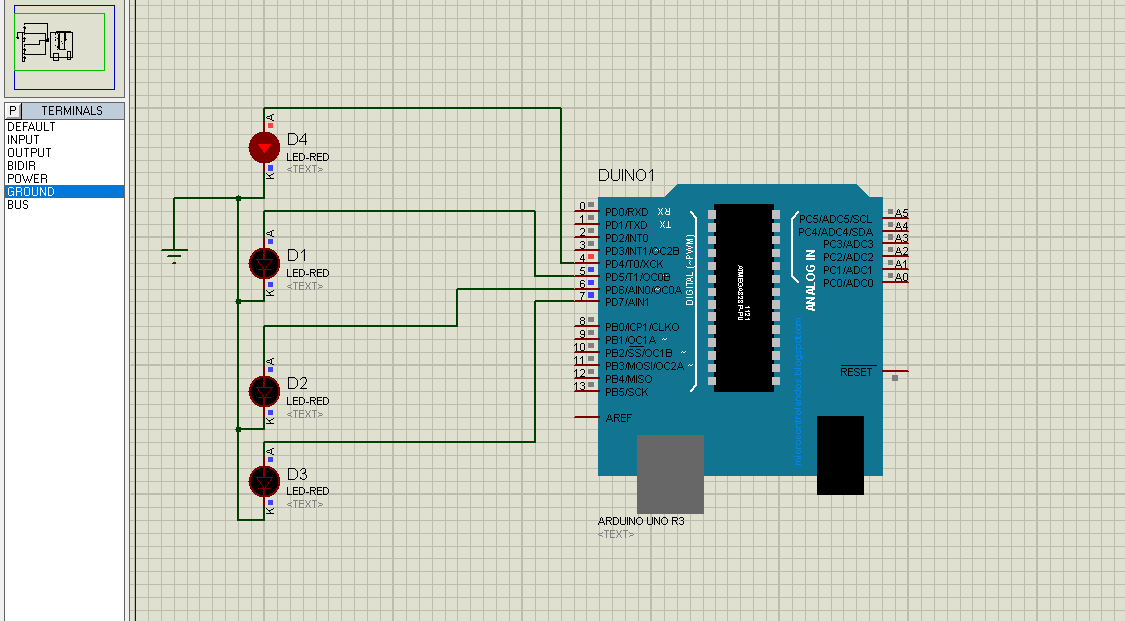 P TERMINALS
DEFAULT
INPUT
OUTPUT
BIDIR
POWER
GROUND
BUS
A
D4
LED-RED
<TEXT>
K
A
D1
LED-RED
<TEXT>
K
A
D2
LED-RED
<TEXT>
K
A
D3
LED-RED
<TEXT>
K
DUINO1
0 PD0/RXD RX
1 PD1/TXD TX
2 PD2/INT0
3 PD3/INT1/OC2B
4 PD4/T0/XCK
5 PD5/T1/OC0B
6 PD6/AIN0/OC0A
7 PD7/AIN1
8 PB0/ICP1/CLKO
9 PB1/OC1A ~
10 PB2/SS/OC1B ~
11 PB3/MOSI/OC2A ~
12 PB4/MISO
13 PB5/SCK
AREF
DIGITAL (~PWM)
ATMEGA328P-PU
1121
ANALOG IN
PC5/ADC5/SCL A5
PC4/ADC4/SDA A4
PC3/ADC3 A3
PC2/ADC2 A2
PC1/ADC1 A1
PC0/ADC0 A0
RESET
microcontrolandos.blogspot.com
ARDUINO UNO R3
<TEXT>